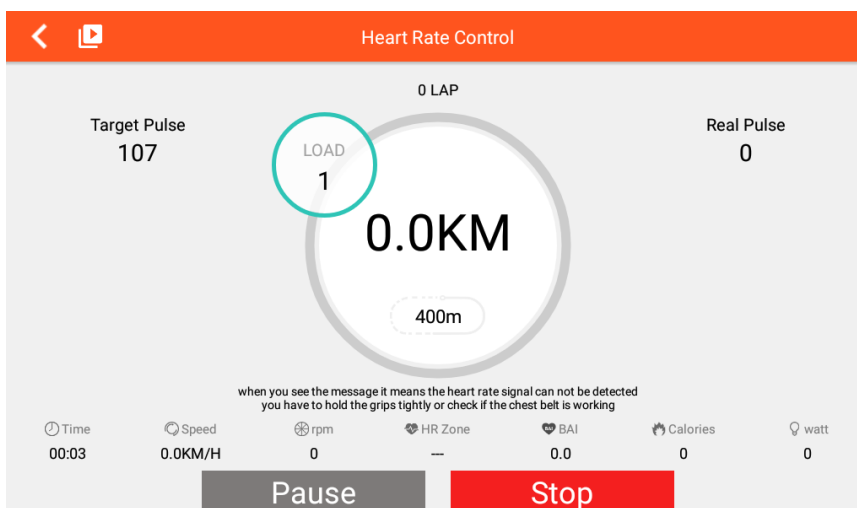 Heart Rate Control
0 LAP
Target Pulse
107
LOAD
1
Real Pulse
0
0.0KM
400m
when you see the message it means the heart rate signal can not be detected
you have to hold the grips tightly or check if the chest belt is working
Time Speed rpm HR Zone BAI Calories watt
00:03 0.0KM/H 0 --- 0.0 0 0
Pause Stop